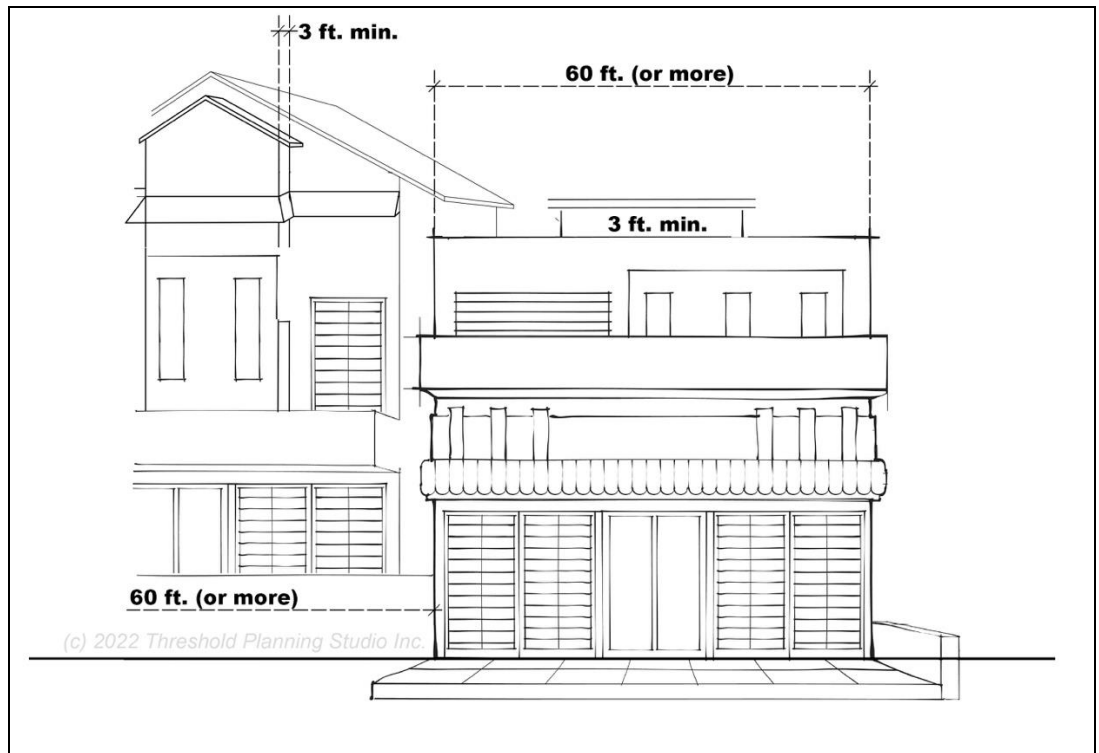 3 ft. min.
60 ft. (or more)
3 ft. min.
60 ft. (or more)
(c) 2022 Threshold Planning Studio Inc.